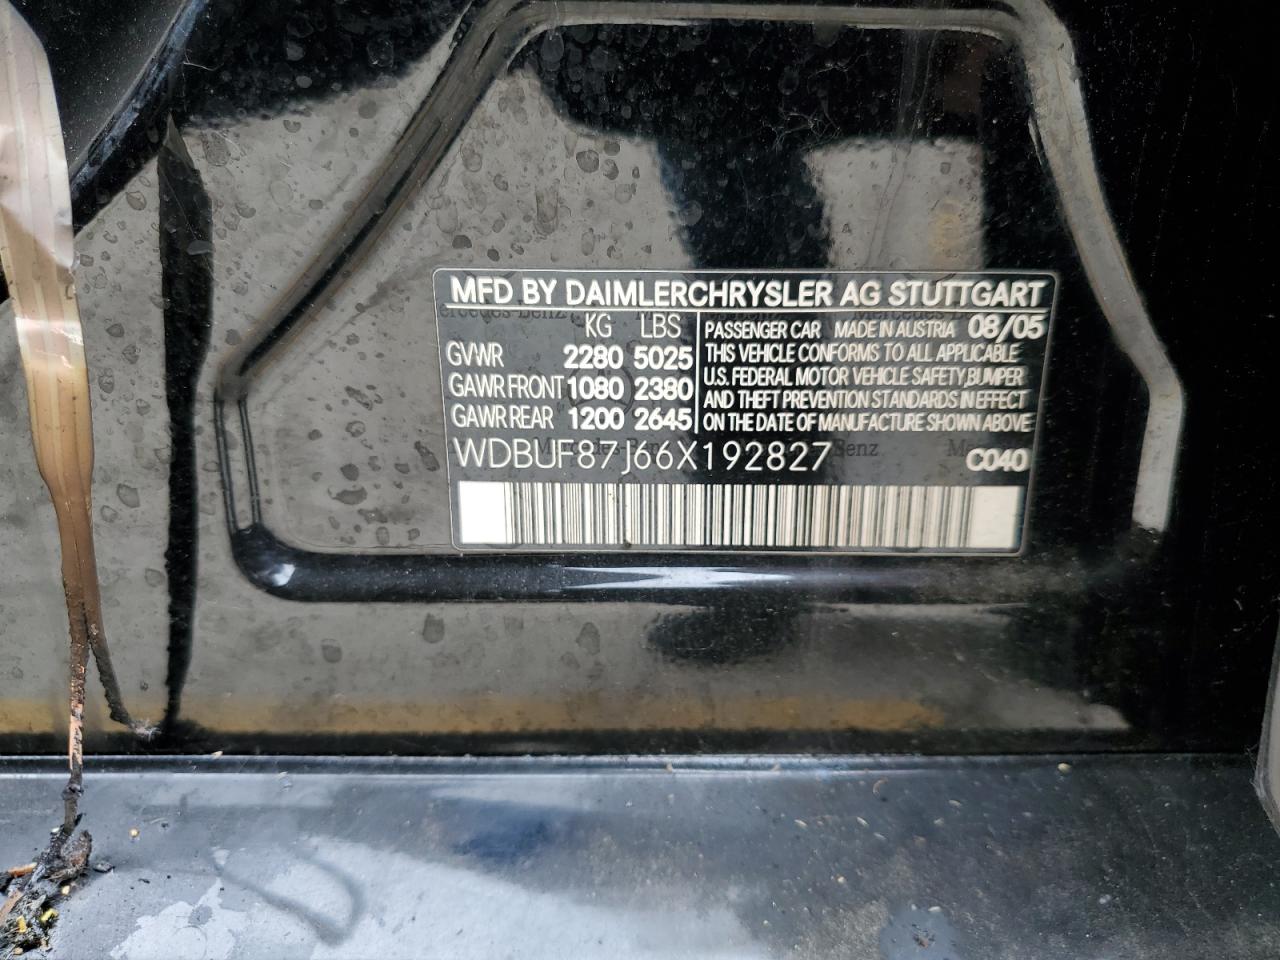 MFD BY DAIMLERCHRYSLER AG STUTTGART
KG LBS
GVWR 2280 5025
GAWR FRONT 1080 2380
GAWR REAR 1200 2645
PASSENGER CAR MADE IN AUSTRIA 08/05
THIS VEHICLE CONFORMS TO ALL APPLICABLE
U.S. FEDERAL MOTOR VEHICLE SAFETY, BUMPER
AND THEFT PREVENTION STANDARDS IN EFFECT
ON THE DATE OF MANUFACTURE SHOWN ABOVE
WDBUF87J66X192827 C040